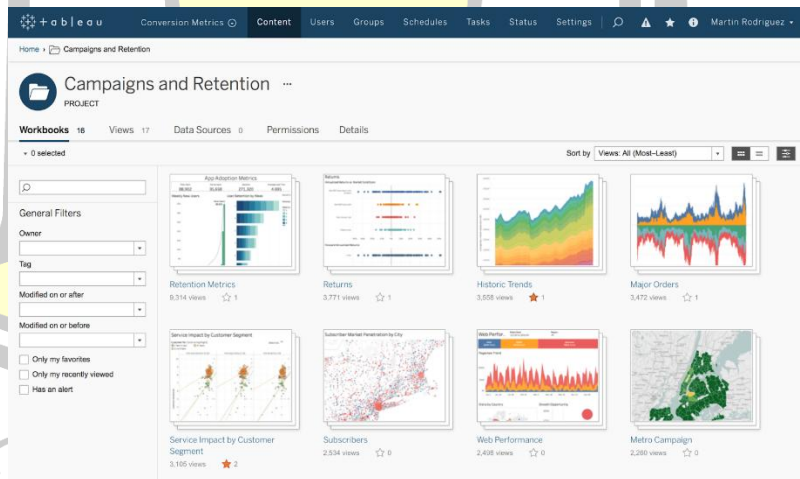 +ableau
Conversion Metrics
Content
Users
Groups
Schedules
Tasks
Status
Settings
Martin Rodriguez
Home › Campaigns and Retention
Campaigns and Retention ...
PROJECT
Workbooks 16
Views 17
Data Sources 0
Permissions
Details
0 selected
Sort by Views: All (Most–Least)
General Filters
Owner
Tag
Modified on or after
Modified on or before
Only my favorites
Only my recently viewed
Has an alert
App Adoption Metrics
Retention Metrics
9,314 views 1
Returns
Returns
3,771 views 1
Historic Trends
3,558 views 1
Major Orders
3,472 views 1
Service Impact by Customer Segment
Service Impact by Customer
Segment
3,105 views 2
Subscriber Market Penetration by City
Subscribers
2,534 views 0
Web Performance
2,498 views 0
Metro Campaign
2,280 views 0